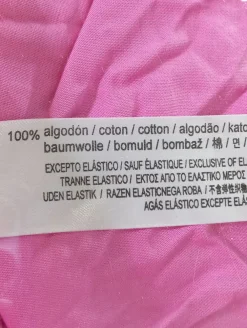 100% algodón / coton / cotton / algodão / kato
baumwolle / bomuld / bombaž / 棉 / 면 /
EXCEPTO ELÁSTICO / SAUF ÉLASTIQUE / EXCLUSIVE OF EL
TRANNE ELASTICO / ΕΚΤΟΣ ΑΠΟ ΤΟ ΕΛΑΣΤΙΚΟ ΜΕΡΟΣ
UDEN ELASTIK / RAZEN ELASTICNEGA ROBA / 不含弹性织物
AGÁS ELÁSTICO EXCEPTE ELÀS